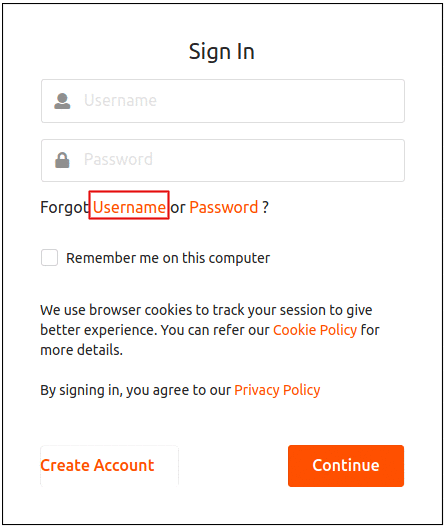 Sign In
Username
Password
Forgot Username or Password ?
Remember me on this computer
We use browser cookies to track your session to give
better experience. You can refer our Cookie Policy for
more details.
By signing in, you agree to our Privacy Policy
Create Account
Continue